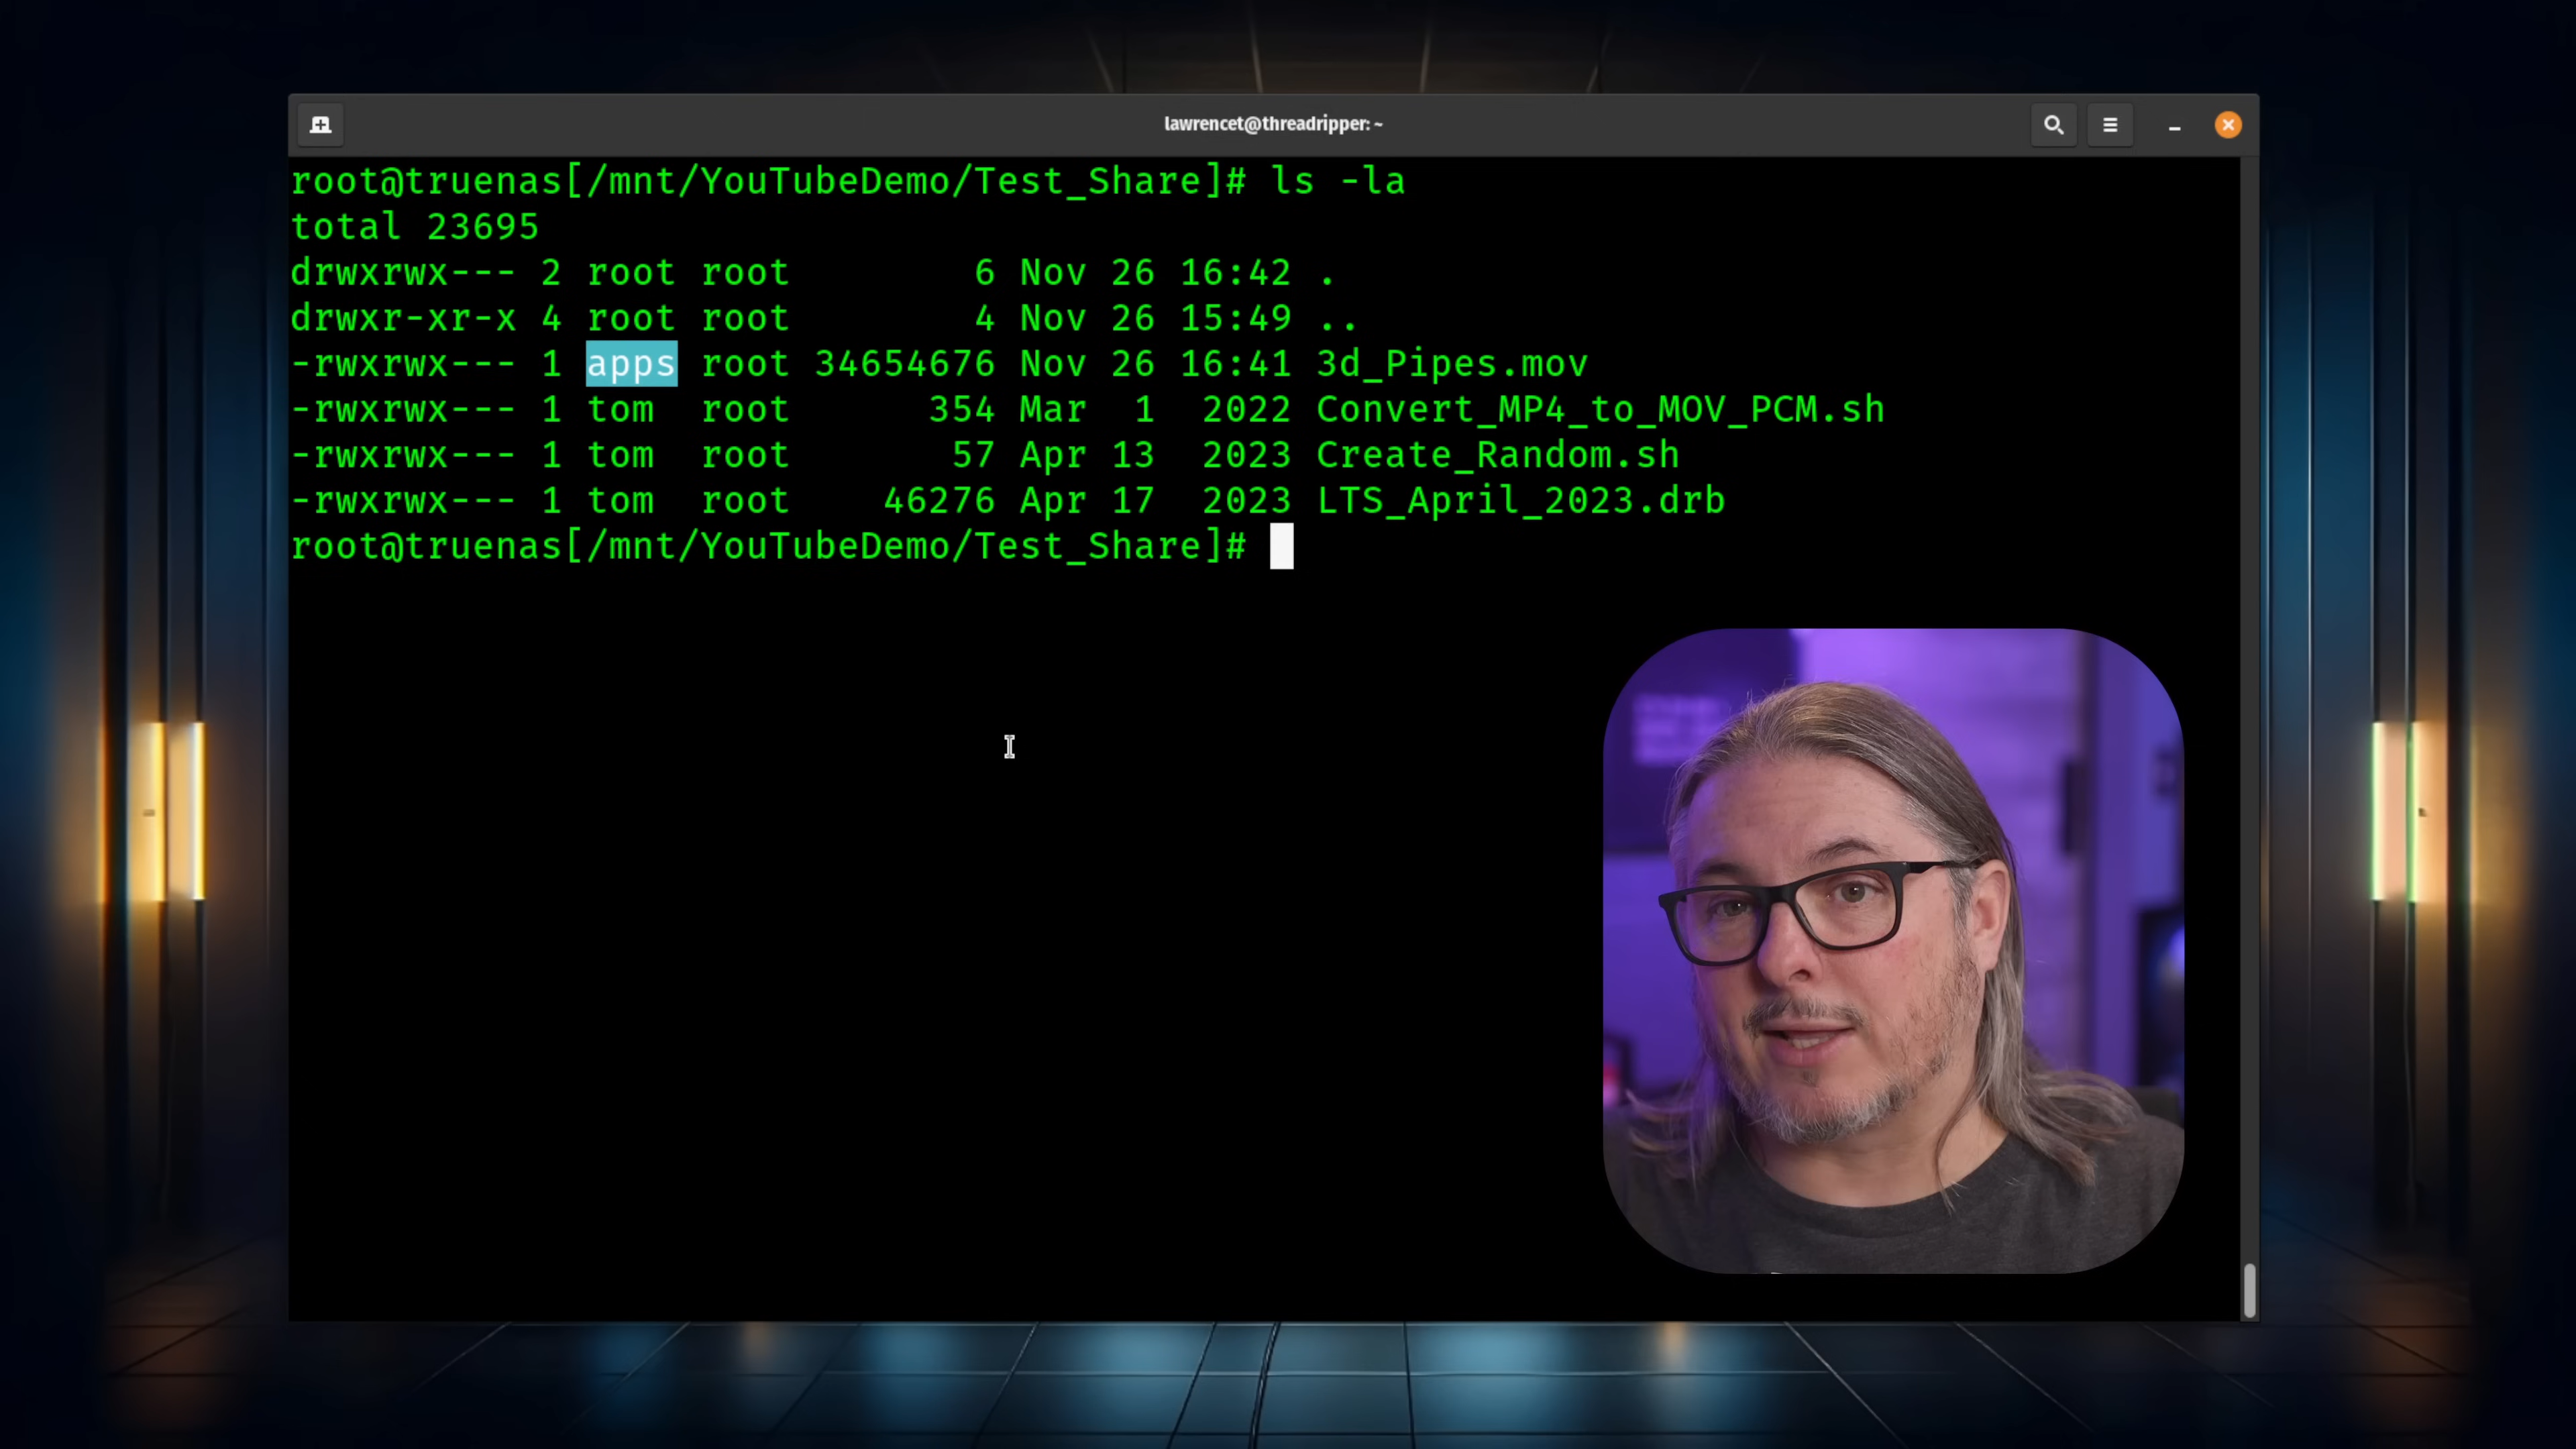 lawrencet@threadripper: ~
root@truenas[/mnt/YouTubeDemo/Test_Share]# ls -la
total 23695
drwxrwx--- 2 root root        6 Nov 26 16:42 .
drwxr-xr-x 4 root root        4 Nov 26 15:49 ..
-rwxrwx--- 1 apps root 34654676 Nov 26 16:41 3d_Pipes.mov
-rwxrwx--- 1 tom  root      354 Mar  1  2022 Convert_MP4_to_MOV_PCM.sh
-rwxrwx--- 1 tom  root       57 Apr 13  2023 Create_Random.sh
-rwxrwx--- 1 tom  root    46276 Apr 17  2023 LTS_April_2023.drb
root@truenas[/mnt/YouTubeDemo/Test_Share]#